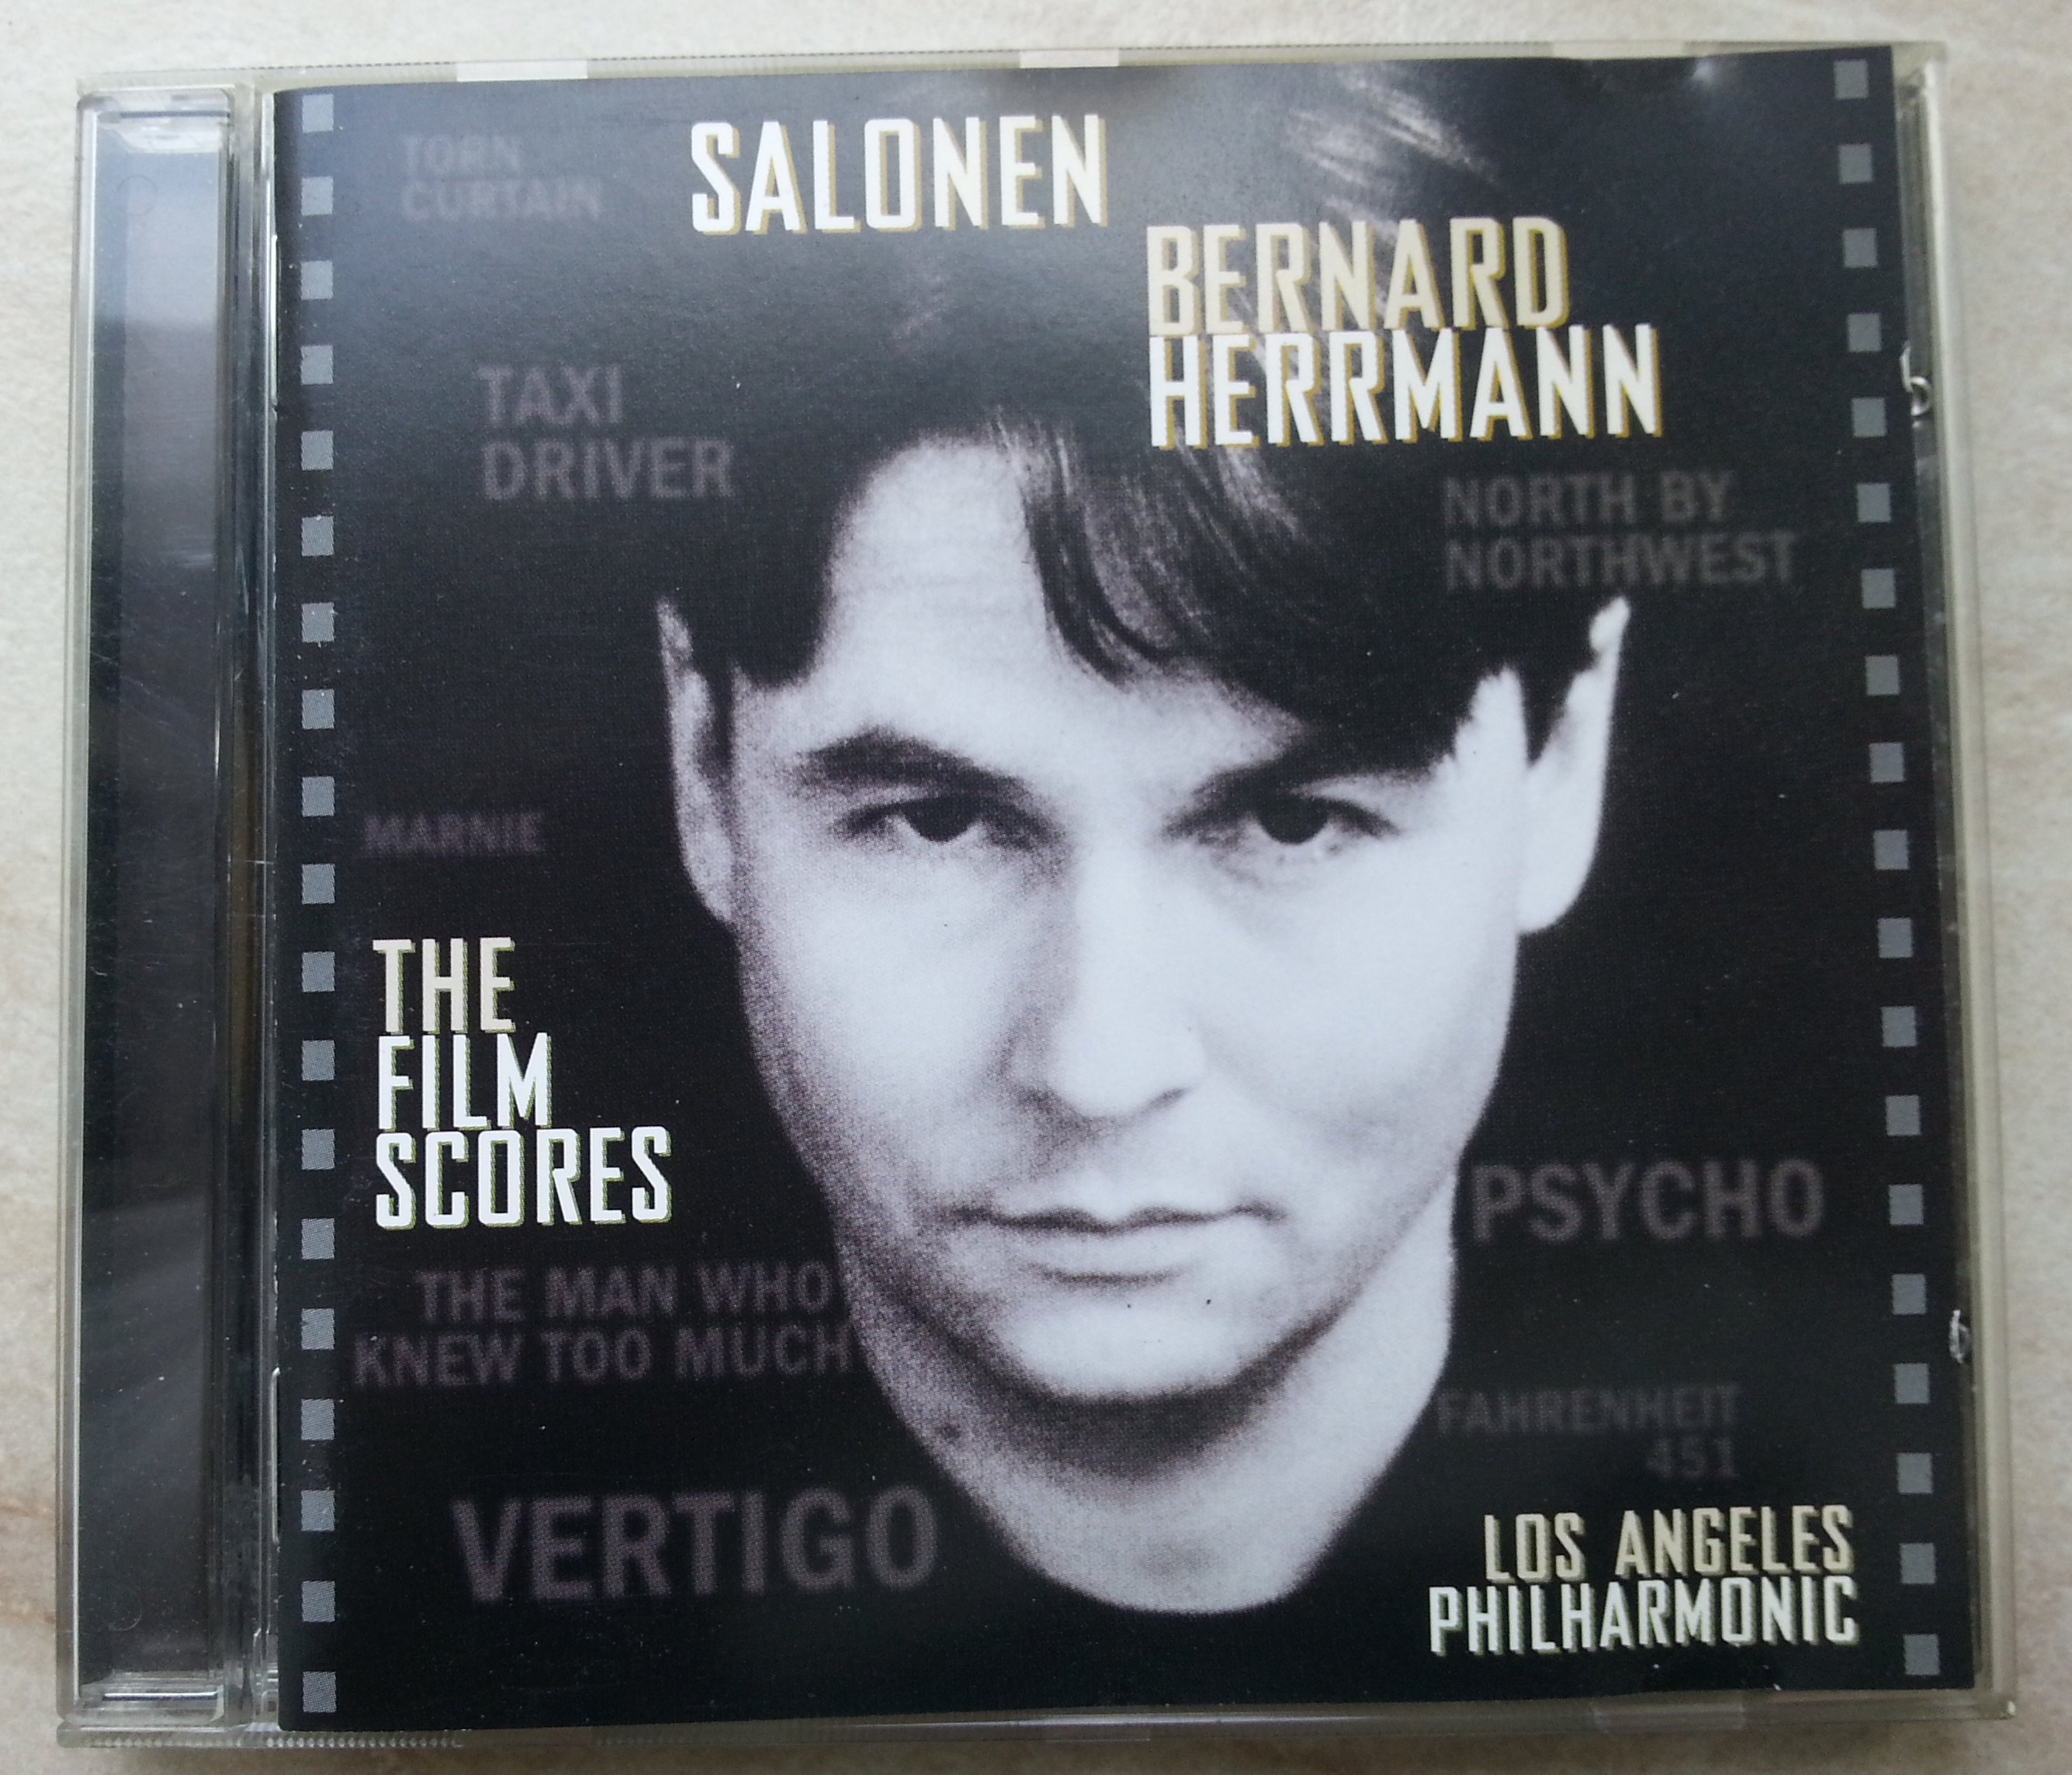 TORN
CURTAIN
SALONEN
BERNARD
HERRMANN
TAXI
DRIVER
NORTH BY
NORTHWEST
MARNIE
THE
FILM
SCORES
PSYCHO
THE MAN WHO
KNEW TOO MUCH
FAHRENHEIT
451
VERTIGO
LOS ANGELES
PHILHARMONIC